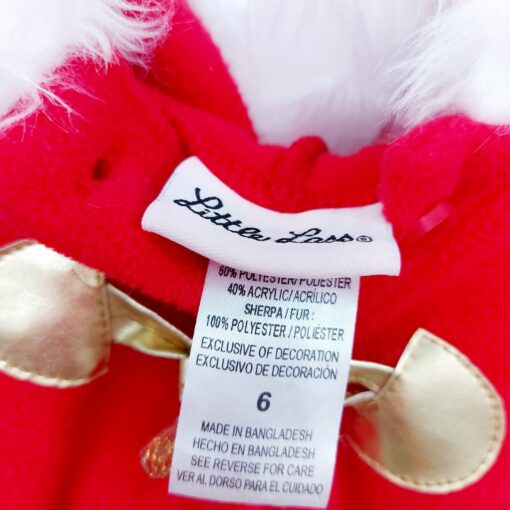 Little Lass®
60% POLYESTER/POLIÉSTER
40% ACRYLIC/ACRÍLICO
SHERPA/FUR:
100% POLYESTER/POLIÉSTER
EXCLUSIVE OF DECORATION
EXCLUSIVO DE DECORACIÓN
6
MADE IN BANGLADESH
HECHO EN BANGLADESH
SEE REVERSE FOR CARE
VER AL DORSO PARA EL CUIDADO